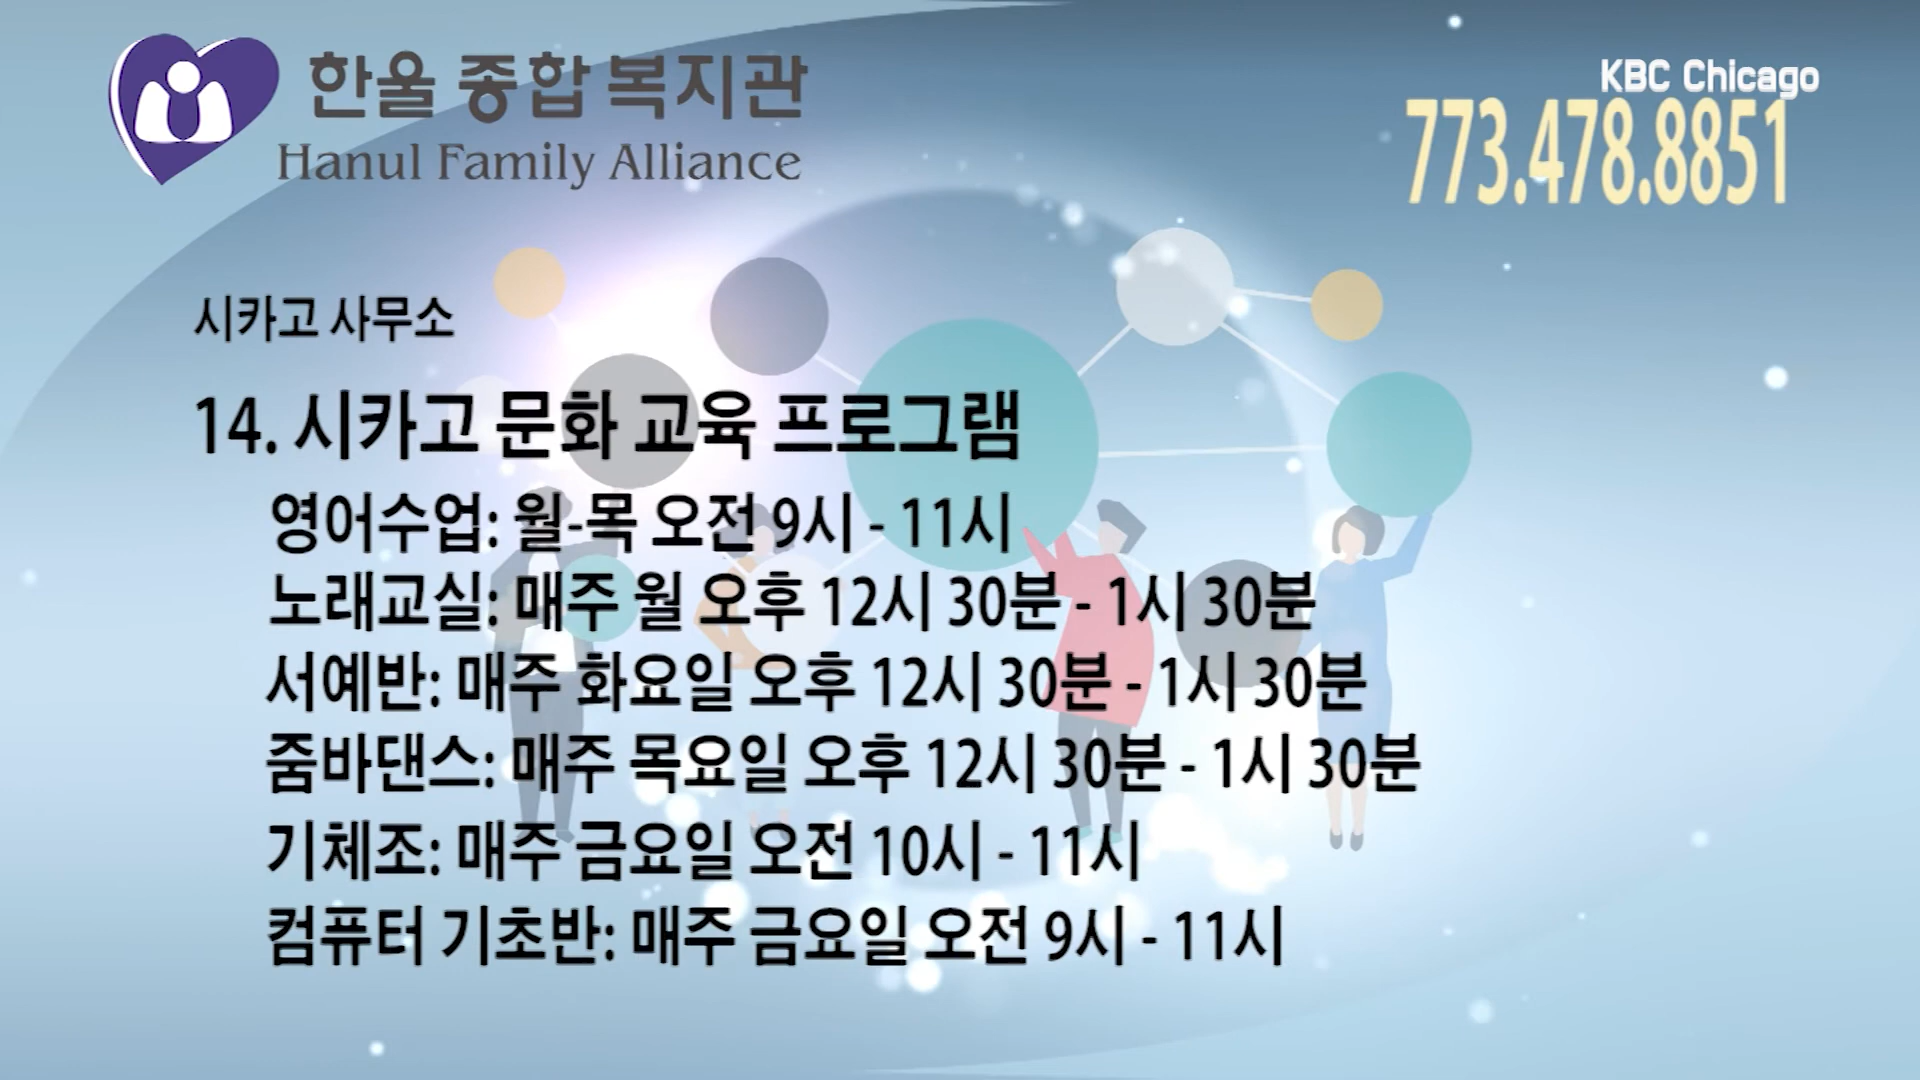 한울 종합 복지관
Hanul Family Alliance
KBC Chicago
773.478.8851
시카고 사무소
14. 시카고 문화 교육 프로그램
영어수업: 월-목 오전 9시 - 11시
노래교실: 매주 월 오후 12시 30분 - 1시 30분
서예반: 매주 화요일 오후 12시 30분 - 1시 30분
줌바댄스: 매주 목요일 오후 12시 30분 - 1시 30분
기체조: 매주 금요일 오전 10시 - 11시
컴퓨터 기초반: 매주 금요일 오전 9시 - 11시